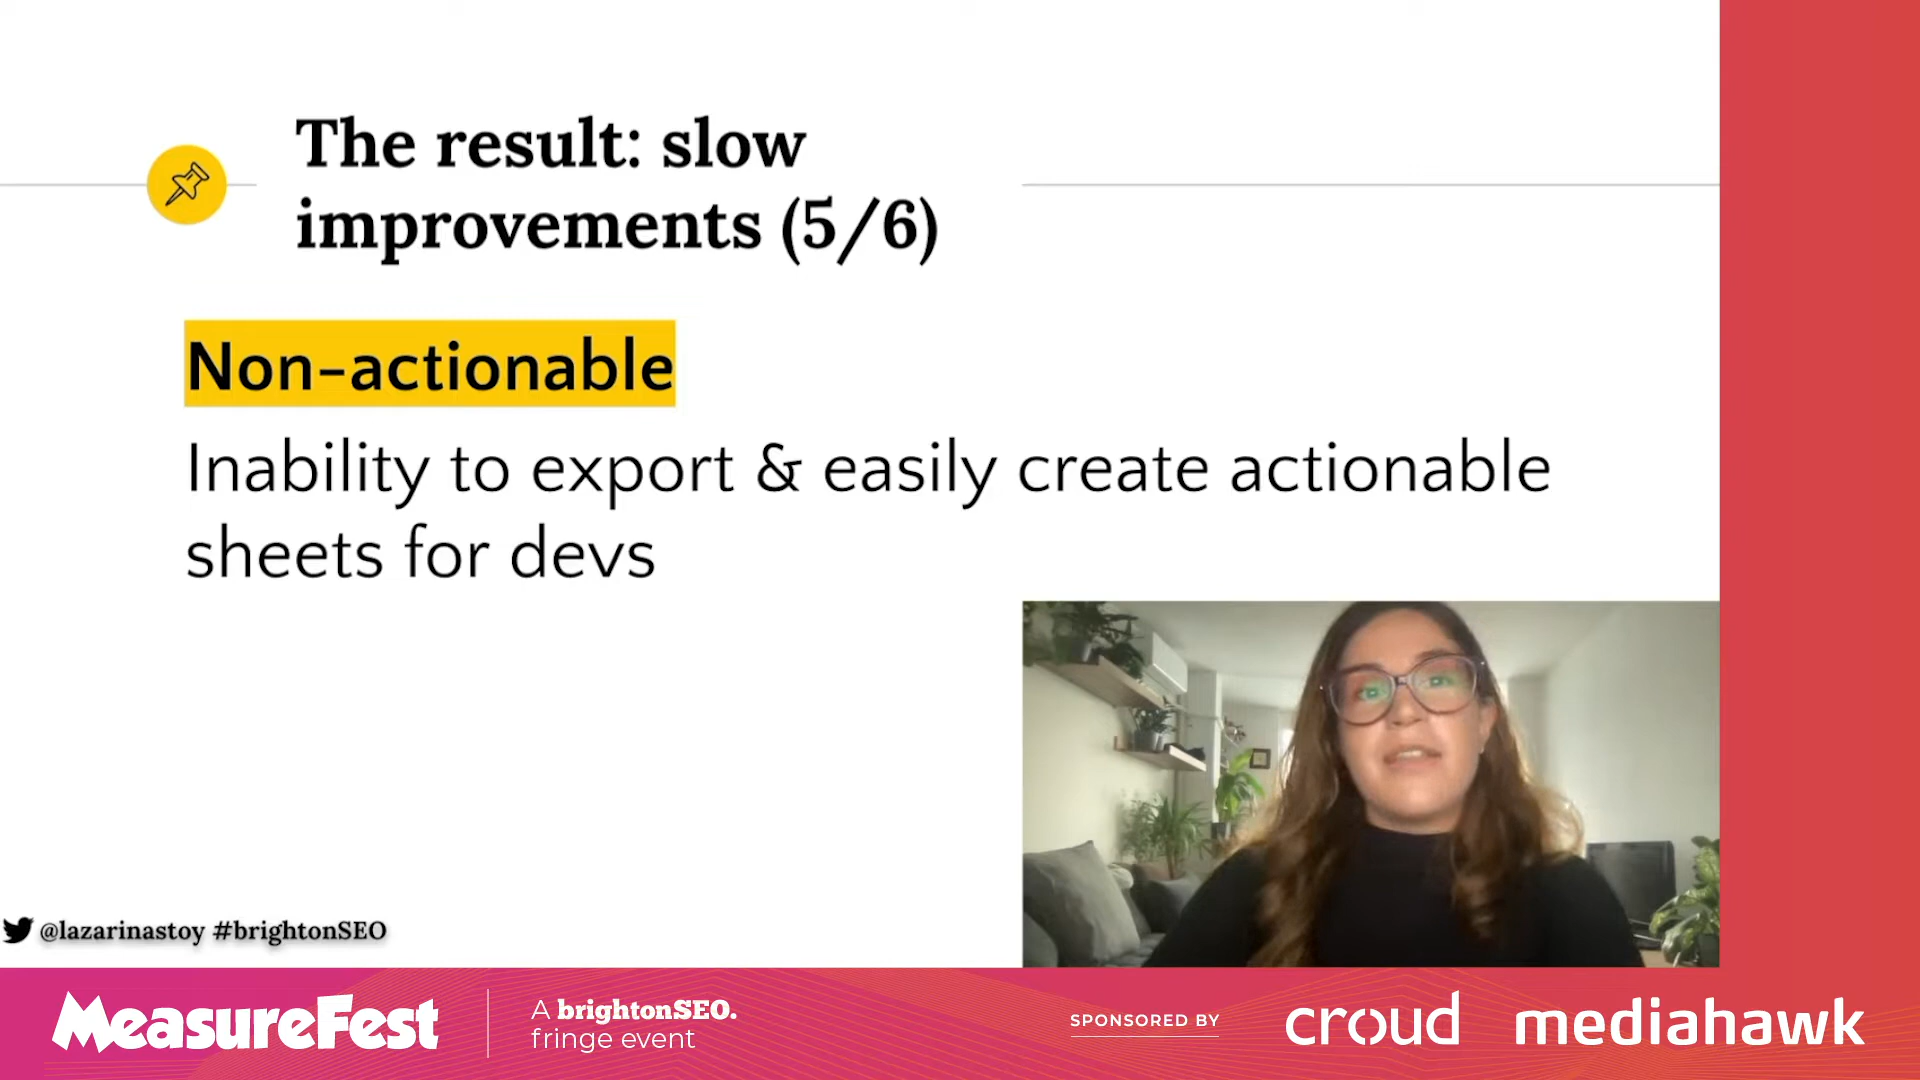 The result: slow
improvements (5/6)
Non-actionable
Inability to export & easily create actionable
sheets for devs
@lazarinastoy #brightonSEO
MeasureFest
A brightonSEO.
fringe event
SPONSORED BY
croud
mediahawk